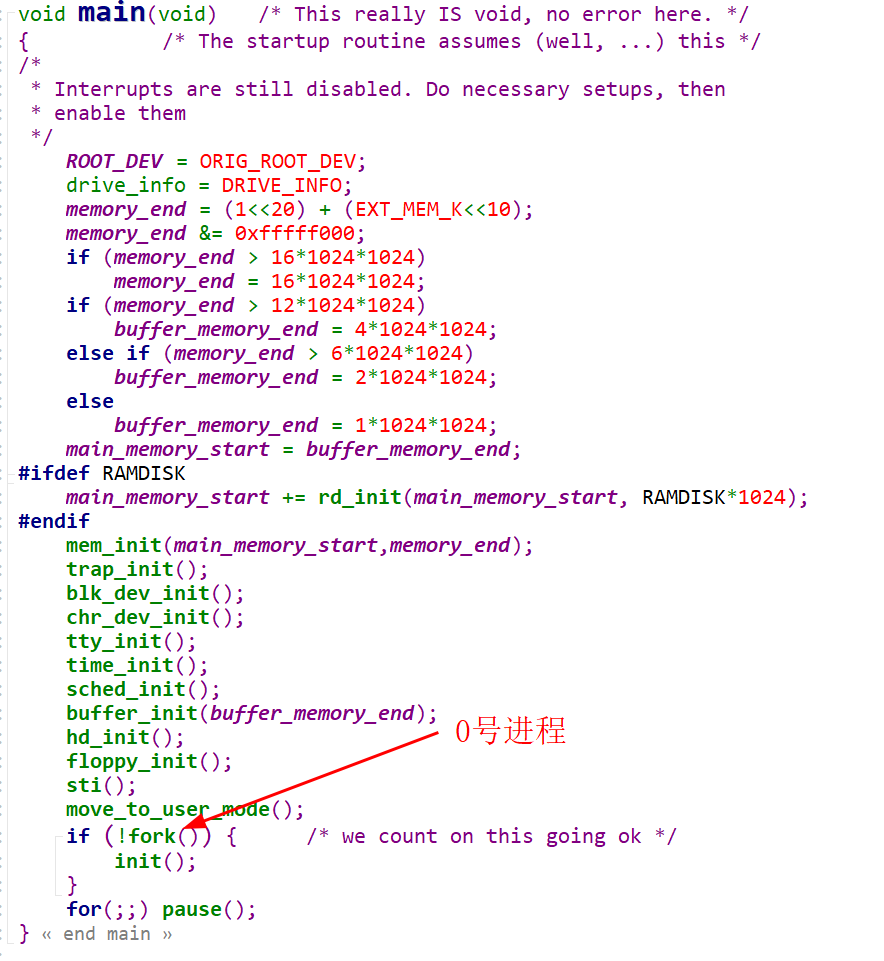 void main(void)   /* This really IS void, no error here. */
{           /* The startup routine assumes (well, ...) this */
/*
 * Interrupts are still disabled. Do necessary setups, then
 * enable them
 */
    ROOT_DEV = ORIG_ROOT_DEV;
    drive_info = DRIVE_INFO;
    memory_end = (1<<20) + (EXT_MEM_K<<10);
    memory_end &= 0xfffff000;
    if (memory_end > 16*1024*1024)
        memory_end = 16*1024*1024;
    if (memory_end > 12*1024*1024)
        buffer_memory_end = 4*1024*1024;
    else if (memory_end > 6*1024*1024)
        buffer_memory_end = 2*1024*1024;
    else
        buffer_memory_end = 1*1024*1024;
    main_memory_start = buffer_memory_end;
#ifdef RAMDISK
    main_memory_start += rd_init(main_memory_start, RAMDISK*1024);
#endif
    mem_init(main_memory_start,memory_end);
    trap_init();
    blk_dev_init();
    chr_dev_init();
    tty_init();
    time_init();
    sched_init();
    buffer_init(buffer_memory_end);
0号进程
    hd_init();
    floppy_init();
    sti();
    move_to_user_mode();
    if (!fork()) {      /* we count on this going ok */
        init();
    }
    for(;;) pause();
} « end main »